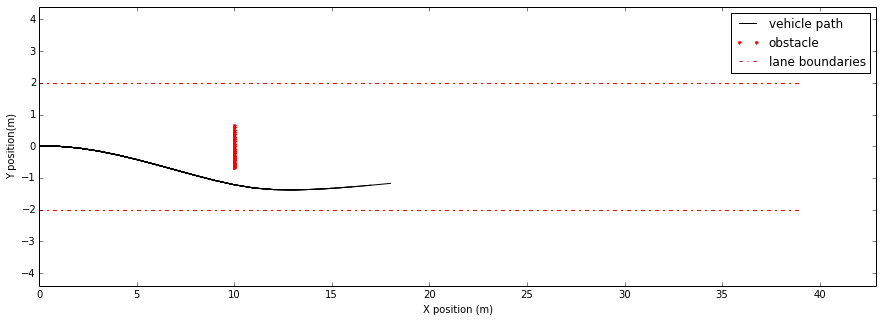 vehicle path
obstacle
lane boundaries
4
3
2
1
0
−1
−2
−3
−4
Y position(m)
0 5 10 15 20 25 30 35 40
X position (m)